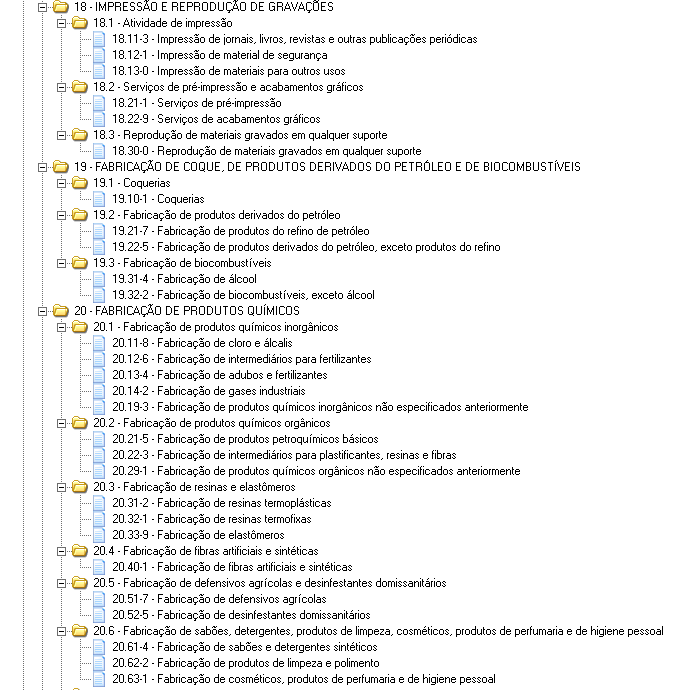 18 - IMPRESSÃO E REPRODUÇÃO DE GRAVAÇÕES
18.1 - Atividade de impressão
18.11-3 - Impressão de jornais, livros, revistas e outras publicações periódicas
18.12-1 - Impressão de material de segurança
18.13-0 - Impressão de materiais para outros usos
18.2 - Serviços de pré-impressão e acabamentos gráficos
18.21-1 - Serviços de pré-impressão
18.22-9 - Serviços de acabamentos gráficos
18.3 - Reprodução de materiais gravados em qualquer suporte
18.30-0 - Reprodução de materiais gravados em qualquer suporte
19 - FABRICAÇÃO DE COQUE, DE PRODUTOS DERIVADOS DO PETRÓLEO E DE BIOCOMBUSTÍVEIS
19.1 - Coquerias
19.10-1 - Coquerias
19.2 - Fabricação de produtos derivados do petróleo
19.21-7 - Fabricação de produtos do refino de petróleo
19.22-5 - Fabricação de produtos derivados do petróleo, exceto produtos do refino
19.3 - Fabricação de biocombustíveis
19.31-4 - Fabricação de álcool
19.32-2 - Fabricação de biocombustíveis, exceto álcool
20 - FABRICAÇÃO DE PRODUTOS QUÍMICOS
20.1 - Fabricação de produtos químicos inorgânicos
20.11-8 - Fabricação de cloro e álcalis
20.12-6 - Fabricação de intermediários para fertilizantes
20.13-4 - Fabricação de adubos e fertilizantes
20.14-2 - Fabricação de gases industriais
20.19-3 - Fabricação de produtos químicos inorgânicos não especificados anteriormente
20.2 - Fabricação de produtos químicos orgânicos
20.21-5 - Fabricação de produtos petroquímicos básicos
20.22-3 - Fabricação de intermediários para plastificantes, resinas e fibras
20.29-1 - Fabricação de produtos químicos orgânicos não especificados anteriormente
20.3 - Fabricação de resinas e elastômeros
20.31-2 - Fabricação de resinas termoplásticas
20.32-1 - Fabricação de resinas termofixas
20.33-9 - Fabricação de elastômeros
20.4 - Fabricação de fibras artificiais e sintéticas
20.40-1 - Fabricação de fibras artificiais e sintéticas
20.5 - Fabricação de defensivos agrícolas e desinfestantes domissanitários
20.51-7 - Fabricação de defensivos agrícolas
20.52-5 - Fabricação de desinfestantes domissanitários
20.6 - Fabricação de sabões, detergentes, produtos de limpeza, cosméticos, produtos de perfumaria e de higiene pessoal
20.61-4 - Fabricação de sabões e detergentes sintéticos
20.62-2 - Fabricação de produtos de limpeza e polimento
20.63-1 - Fabricação de cosméticos, produtos de perfumaria e de higiene pessoal